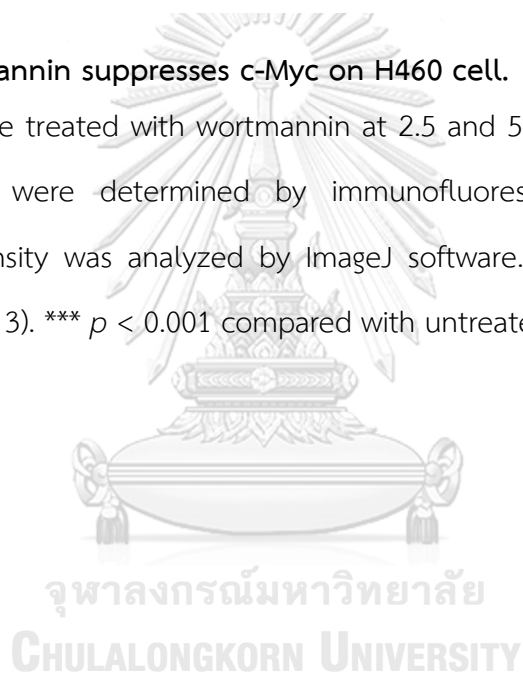 annin suppresses c-Myc on H460 cell.
e treated with wortmannin at 2.5 and 5
were determined by immunofluores
nsity was analyzed by ImageJ software.
3). *** p < 0.001 compared with untreate
จุฬาลงกรณ์มหาวิทยาลัย
CHULALONGKORN UNIVERSITY